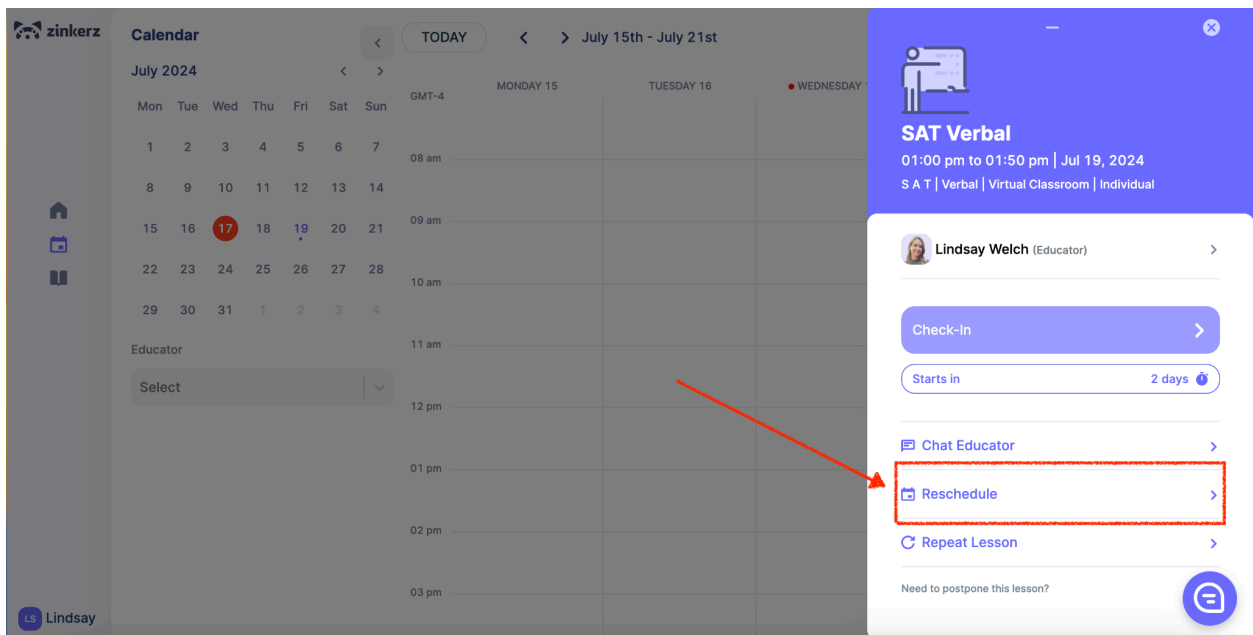 zinkerz
Calendar
July 2024
Mon Tue Wed Thu Fri Sat Sun
1 2 3 4 5 6 7
8 9 10 11 12 13 14
15 16 17 18 19 20 21
22 23 24 25 26 27 28
29 30 31 1 2 3 4
Educator
Select
LS Lindsay
TODAY July 15th - July 21st
GMT-4 MONDAY 15 TUESDAY 16 WEDNESDAY
08 am
09 am
10 am
11 am
12 pm
01 pm
02 pm
03 pm
SAT Verbal
01:00 pm to 01:50 pm | Jul 19, 2024
S A T | Verbal | Virtual Classroom | Individual
Lindsay Welch (Educator)
Check-In
Starts in 2 days
Chat Educator
Reschedule
Repeat Lesson
Need to postpone this lesson?